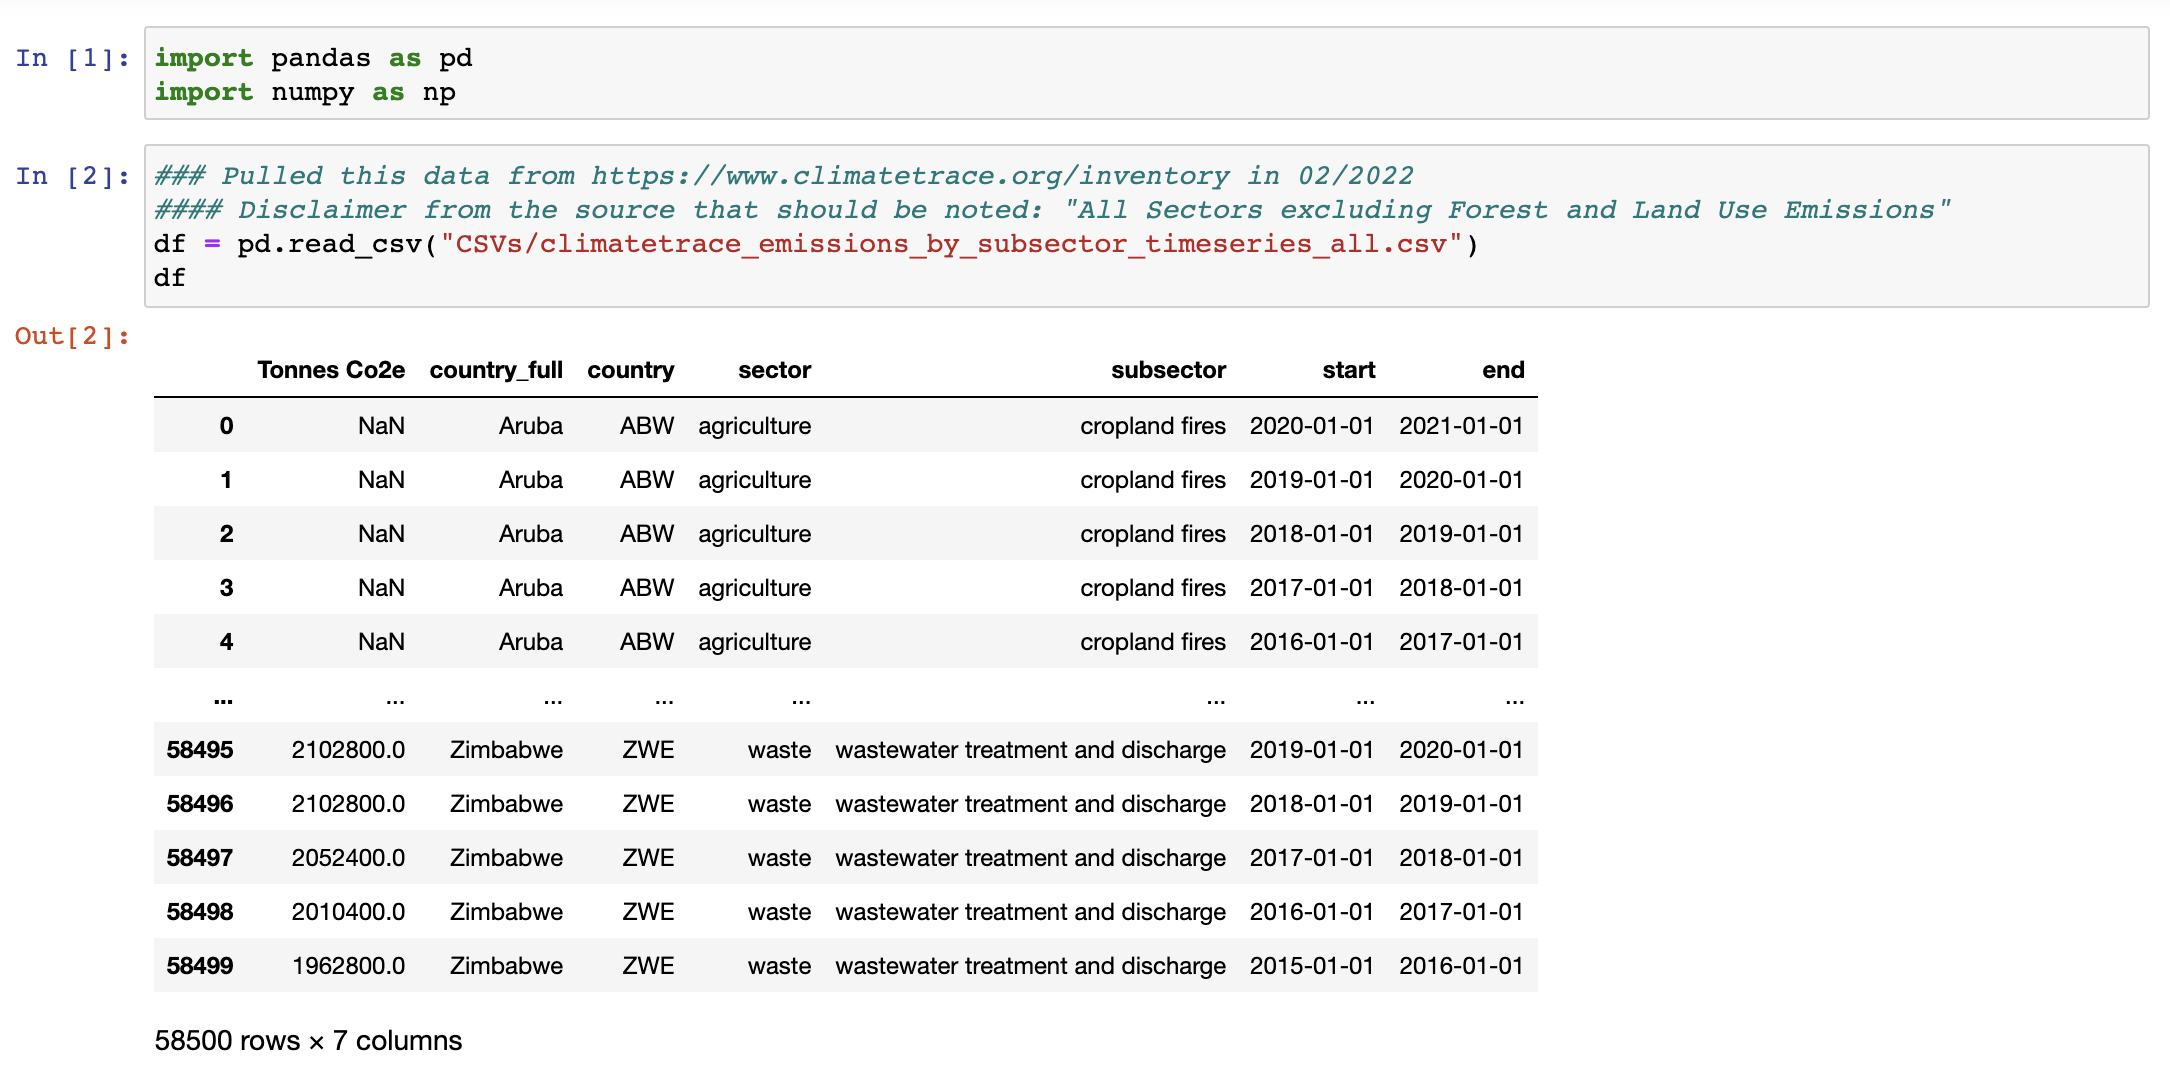 In [1]: import pandas as pd
import numpy as np
In [2]: ### Pulled this data from https://www.climatetrace.org/inventory in 02/2022
#### Disclaimer from the source that should be noted: "All Sectors excluding Forest and Land Use Emissions"
df = pd.read_csv("CSVs/climatetrace_emissions_by_subsector_timeseries_all.csv")
df
Out[2]:
Tonnes Co2e country_full country sector subsector start end
0 NaN Aruba ABW agriculture cropland fires 2020-01-01 2021-01-01
1 NaN Aruba ABW agriculture cropland fires 2019-01-01 2020-01-01
2 NaN Aruba ABW agriculture cropland fires 2018-01-01 2019-01-01
3 NaN Aruba ABW agriculture cropland fires 2017-01-01 2018-01-01
4 NaN Aruba ABW agriculture cropland fires 2016-01-01 2017-01-01
... ... ... ... ... ... ... ...
58495 2102800.0 Zimbabwe ZWE waste wastewater treatment and discharge 2019-01-01 2020-01-01
58496 2102800.0 Zimbabwe ZWE waste wastewater treatment and discharge 2018-01-01 2019-01-01
58497 2052400.0 Zimbabwe ZWE waste wastewater treatment and discharge 2017-01-01 2018-01-01
58498 2010400.0 Zimbabwe ZWE waste wastewater treatment and discharge 2016-01-01 2017-01-01
58499 1962800.0 Zimbabwe ZWE waste wastewater treatment and discharge 2015-01-01 2016-01-01
58500 rows × 7 columns